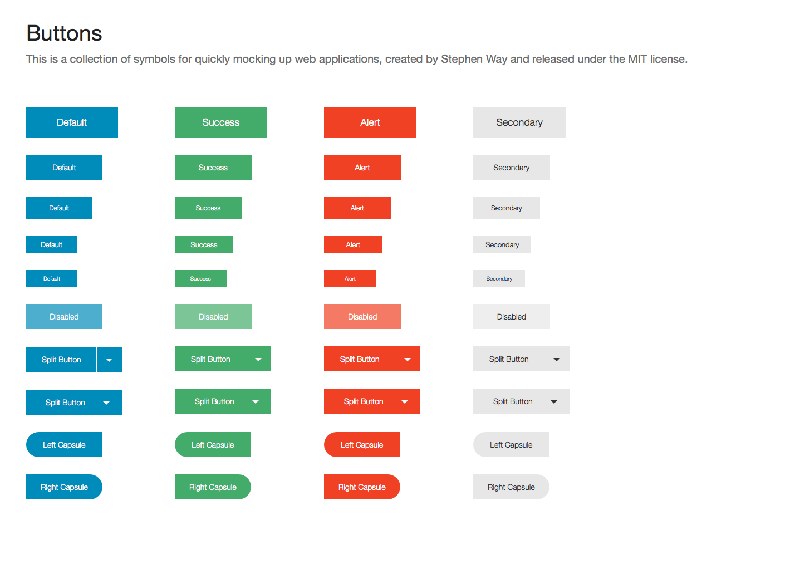 Buttons
This is a collection of symbols for quickly mocking up web applications, created by Stephen Way and released under the MIT license.
Default Success Alert Secondary
Default Success Alert Secondary
Default Success Alert Secondary
Default Success Alert Secondary
Default Success Alert Secondary
Disabled Disabled Disabled Disabled
Split Button Split Button Split Button Split Button
Split Button Split Button Split Button Split Button
Left Capsule Left Capsule Left Capsule Left Capsule
Right Capsule Right Capsule Right Capsule Right Capsule